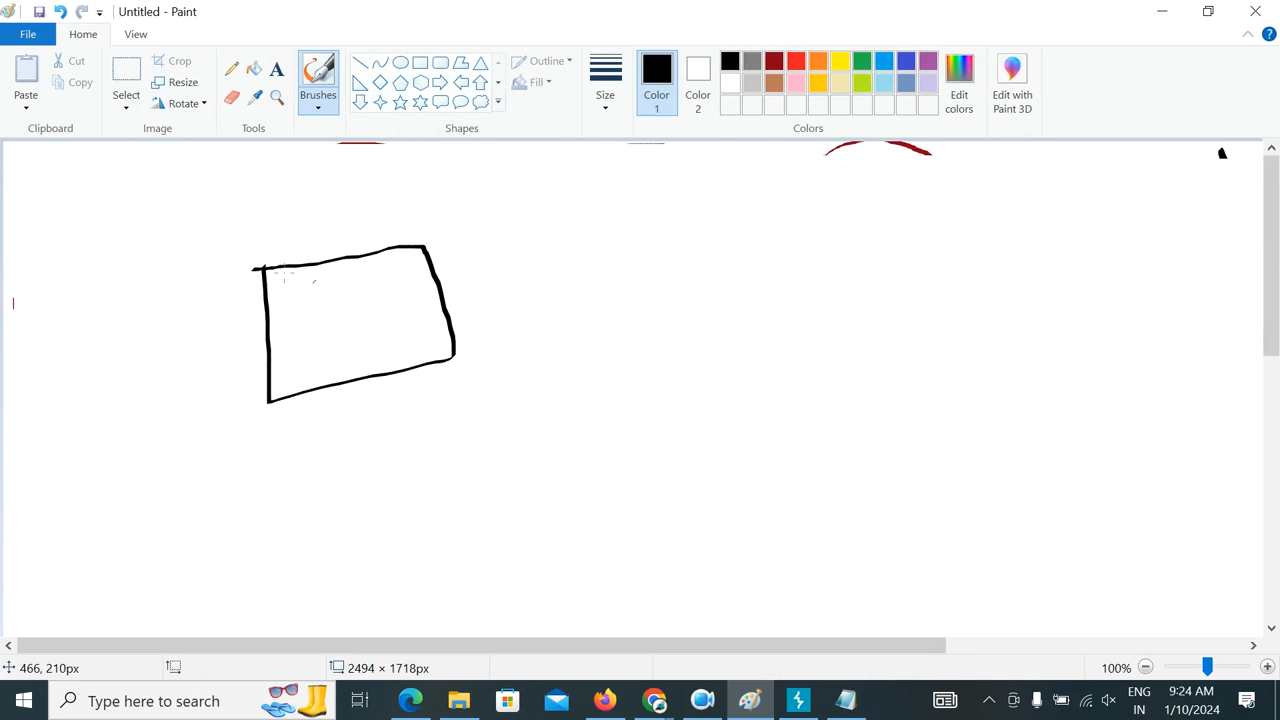 Untitled - Paint
File
Home
View
Paste
Cut
Copy
Clipboard
Select
Crop
Resize
Rotate
Image
A
Tools
Brushes
Outline
Fill
Shapes
Size
Color
1
Color
2
Edit
colors
Edit with
Paint 3D
Colors
466, 210px
2494 × 1718px
100%
Type here to search
ENG
IN
9:24 AM
1/10/2024